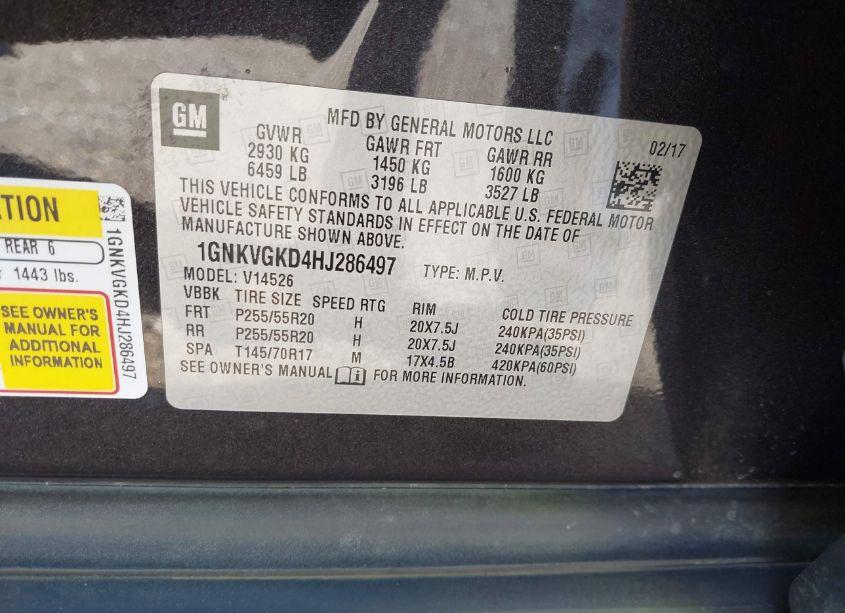 GM
MFD BY GENERAL MOTORS LLC
02/17
GVWR GAWR FRT GAWR RR
2930 KG 1450 KG 1600 KG
6459 LB 3196 LB 3527 LB
THIS VEHICLE CONFORMS TO ALL APPLICABLE U.S. FEDERAL MOTOR
VEHICLE SAFETY STANDARDS IN EFFECT ON THE DATE OF
MANUFACTURE SHOWN ABOVE.
1GNKVGKD4HJ286497 TYPE: M.P.V.
MODEL: V14526
VBBK TIRE SIZE SPEED RTG RIM COLD TIRE PRESSURE
FRT P255/55R20 H 20X7.5J 240KPA(35PSI)
RR P255/55R20 H 20X7.5J 240KPA(35PSI)
SPA T145/70R17 M 17X4.5B 420KPA(60PSI)
SEE OWNER'S MANUAL FOR MORE INFORMATION.
ATION
REAR 6
1443 lbs.
SEE OWNER'S
MANUAL FOR
ADDITIONAL
INFORMATION
1GNKVGKD4HJ286497